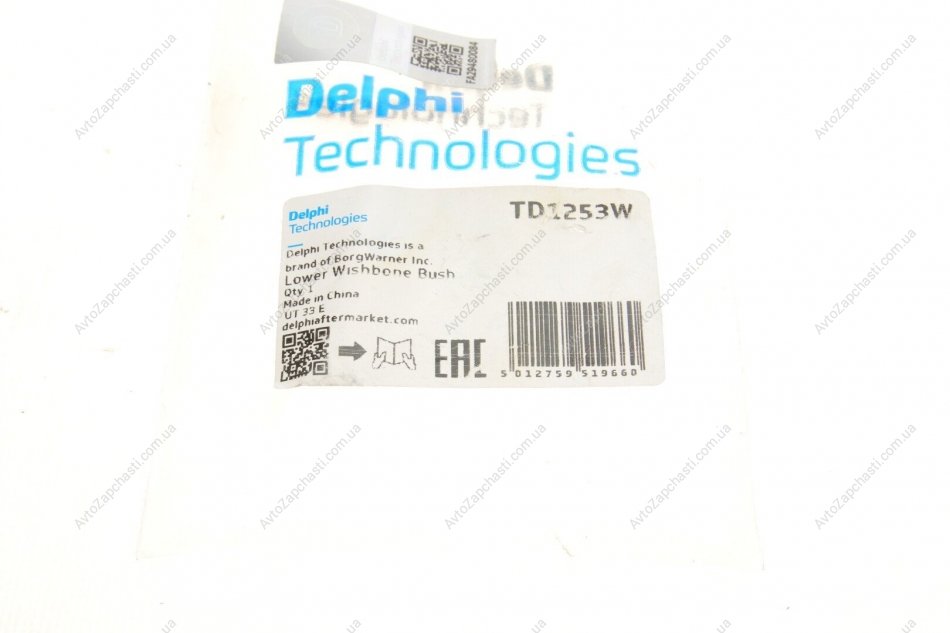 FA29480084
Delphi
Technologies
Delphi
Technologies
TD1253W
Delphi Technologies is a
brand of BorgWarner Inc.
Lower Wishbone Bush
Qty 1
Made in China
UT 33 E
delphiaftermarket.com
EAC
5 012759 519660
AvtoZapchasti.com.ua